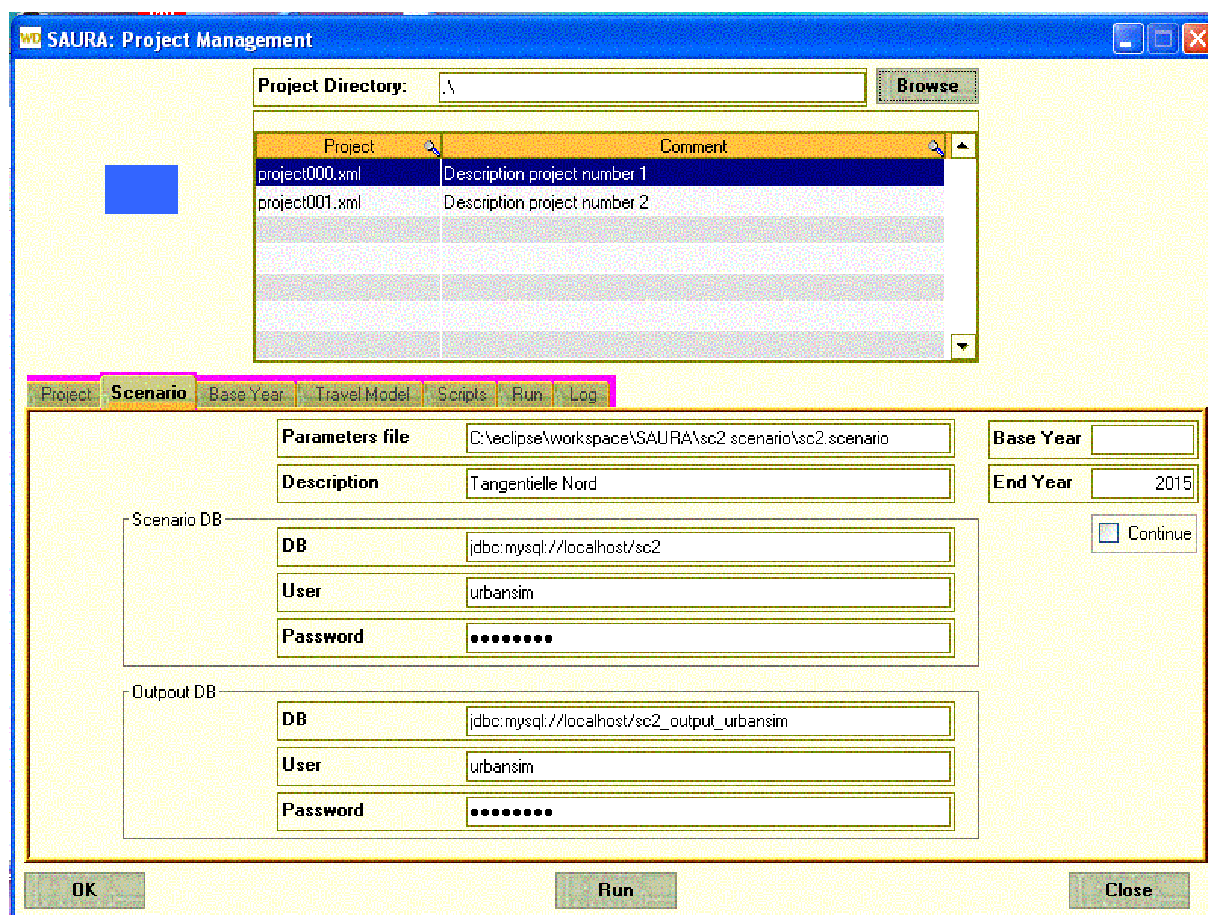 WD SAURA: Project Management
Project Directory: .\ Browse
Project Comment
project000.xml Description project number 1
project001.xml Description project number 2
Project Scenario Base Year Travel Model Scripts Run Log
Parameters file C:\eclipse\workspace\SAURA\sc2 scenario\sc2.scenario Base Year
Description Tangentielle Nord End Year 2015
Scenario DB
Continue
DB jdbc:mysql://localhost/sc2
User urbansim
Password ●●●●●●●●
Outpout DB
DB jdbc:mysql://localhost/sc2_output_urbansim
User urbansim
Password ●●●●●●●●
OK Run Close